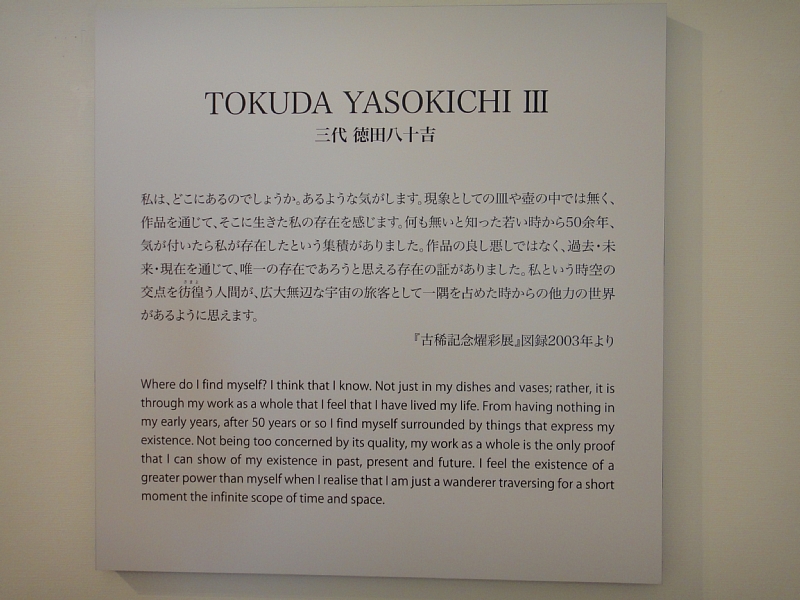 TOKUDA YASOKICHI III
三代 徳田八十吉
私は、どこにあるのでしょうか。あるような気がします。現象としての皿や壺の中では無く、
作品を通じて、そこに生きた私の存在を感じます。何も無いと知った若い時から50余年、
気が付いたら私が存在したという集積がありました。作品の良し悪しではなく、過去・未
来・現在を通じて、唯一の存在であろうと思える存在の証がありました。私という時空の
交点を彷徨う人間が、広大無辺な宇宙の旅客として一隅を占めた時からの他力の世界
があるように思えます。
『古稀記念燿彩展』図録2003年より
Where do I find myself? I think that I know. Not just in my dishes and vases; rather, it is
through my work as a whole that I feel that I have lived my life. From having nothing in
my early years, after 50 years or so I find myself surrounded by things that express my
existence. Not being too concerned by its quality, my work as a whole is the only proof
that I can show of my existence in past, present and future. I feel the existence of a
greater power than myself when I realise that I am just a wanderer traversing for a short
moment the infinite scope of time and space.